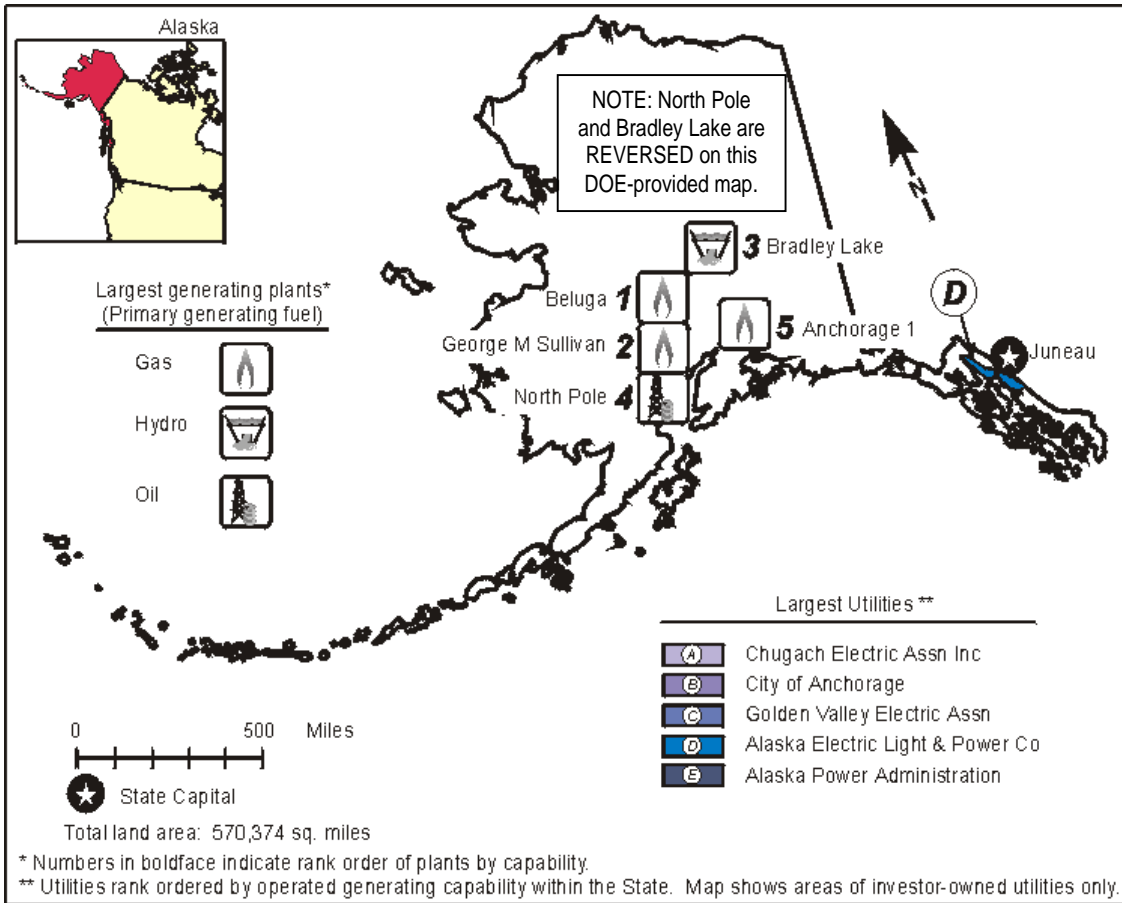 Alaska
NOTE: North Pole
and Bradley Lake are
REVERSED on this
DOE-provided map.
N
3 Bradley Lake
Largest generating plants*
(Primary generating fuel)
Beluga 1
D
5 Anchorage 1
George M Sullivan 2
Juneau
Gas
North Pole 4
Hydro
Oil
Largest Utilities **
A Chugach Electric Assn Inc
B City of Anchorage
C Golden Valley Electric Assn
D Alaska Electric Light & Power Co
E Alaska Power Administration
0 500 Miles
State Capital
Total land area: 570,374 sq. miles
* Numbers in boldface indicate rank order of plants by capability.
** Utilities rank ordered by operated generating capability within the State. Map shows areas of investor-owned utilities only.